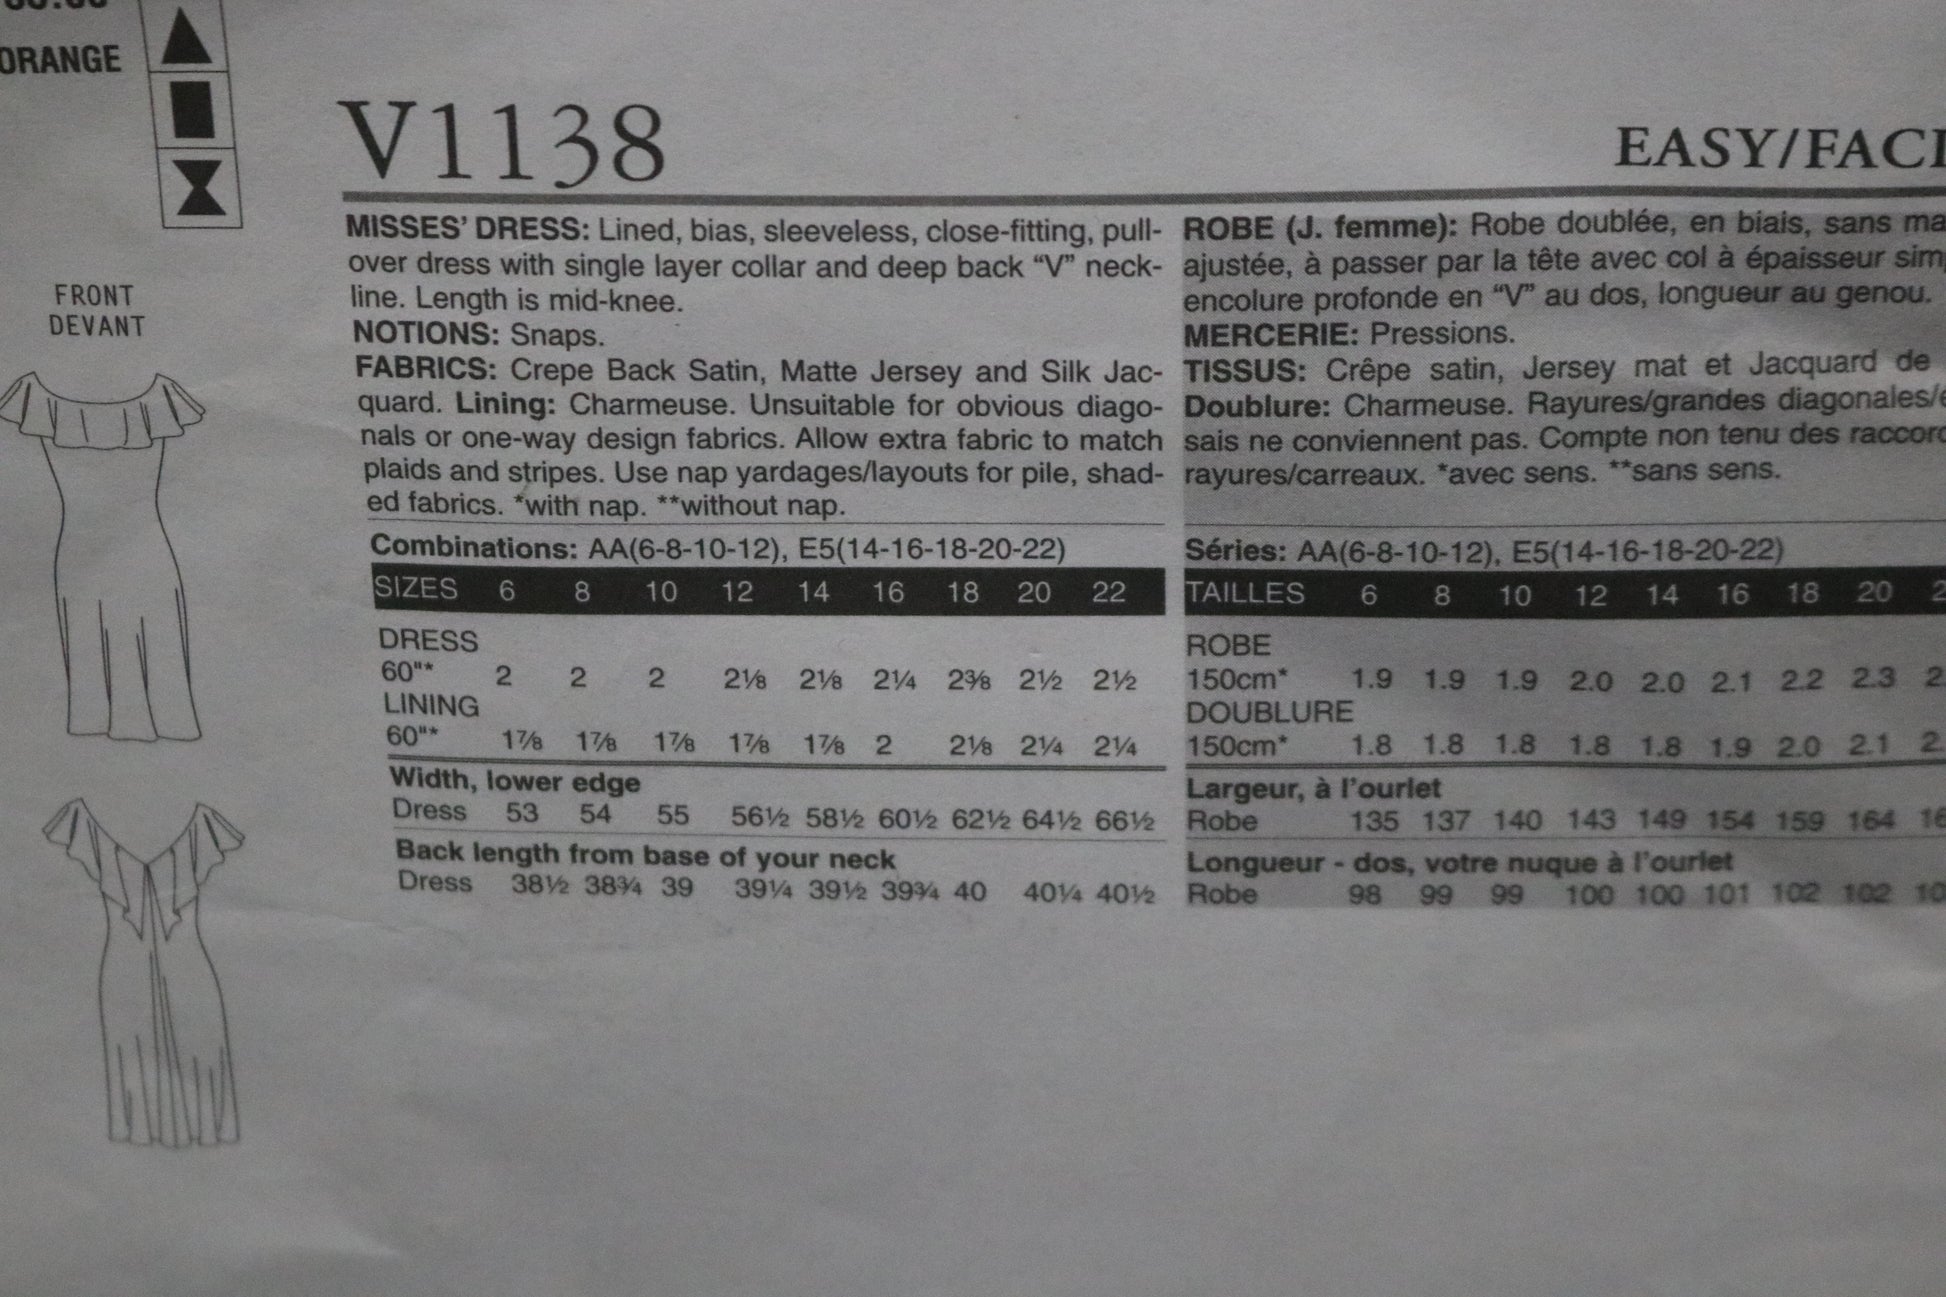 ORANGE
V1138
EASY/FACI
FRONT
DEVANT
MISSES' DRESS: Lined, bias, sleeveless, close-fitting, pull-
over dress with single layer collar and deep back “V” neck-
line. Length is mid-knee.
NOTIONS: Snaps.
FABRICS: Crepe Back Satin, Matte Jersey and Silk Jac-
quard. Lining: Charmeuse. Unsuitable for obvious diago-
nals or one-way design fabrics. Allow extra fabric to match
plaids and stripes. Use nap yardages/layouts for pile, shad-
ed fabrics. *with nap. **without nap.
Combinations: AA(6-8-10-12), E5(14-16-18-20-22)
SIZES 6 8 10 12 14 16 18 20 22
DRESS
60"* 2 2 2 2⅛ 2⅛ 2¼ 2⅜ 2½ 2½
LINING
60"* 1⅞ 1⅞ 1⅞ 1⅞ 1⅞ 2 2⅛ 2¼ 2¼
Width, lower edge
Dress 53 54 55 56½ 58½ 60½ 62½ 64½ 66½
Back length from base of your neck
Dress 38½ 38¾ 39 39¼ 39½ 39¾ 40 40¼ 40½
ROBE (J. femme): Robe doublée, en biais, sans ma
ajustée, à passer par la tête avec col à épaisseur sim
encolure profonde en “V” au dos, longueur au genou.
MERCERIE: Pressions.
TISSUS: Crêpe satin, Jersey mat et Jacquard de
Doublure: Charmeuse. Rayures/grandes diagonales/
sais ne conviennent pas. Compte non tenu des raccord
rayures/carreaux. *avec sens. **sans sens.
Séries: AA(6-8-10-12), E5(14-16-18-20-22)
TAILLES 6 8 10 12 14 16 18 20 2
ROBE
150cm* 1.9 1.9 1.9 2.0 2.0 2.1 2.2 2.3 2.
DOUBLURE
150cm* 1.8 1.8 1.8 1.8 1.8 1.9 2.0 2.1 2.
Largeur, à l'ourlet
Robe 135 137 140 143 149 154 159 164 16
Longueur - dos, votre nuque à l'ourlet
Robe 98 99 99 100 100 101 102 102 10